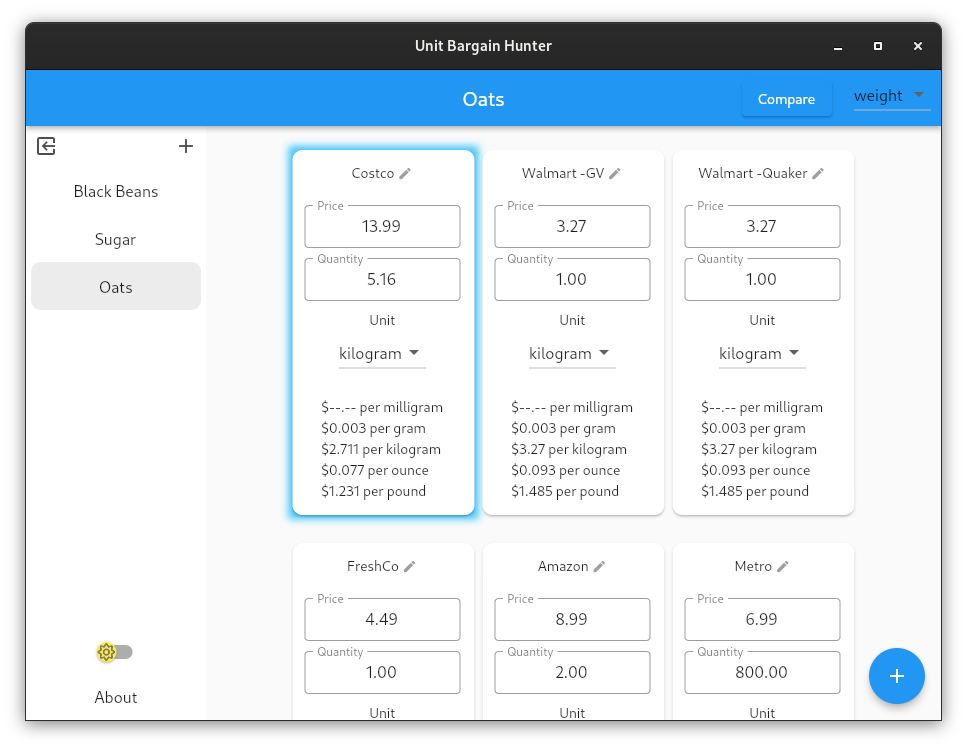 Unit Bargain Hunter
Oats
Compare
weight
Black Beans
Sugar
Oats
About
Costco
Price
13.99
Quantity
5.16
Unit
kilogram
$--.-- per milligram
$0.003 per gram
$2.711 per kilogram
$0.077 per ounce
$1.231 per pound
Walmart -GV
Price
3.27
Quantity
1.00
Unit
kilogram
$--.-- per milligram
$0.003 per gram
$3.27 per kilogram
$0.093 per ounce
$1.485 per pound
Walmart -Quaker
Price
3.27
Quantity
1.00
Unit
kilogram
$--.-- per milligram
$0.003 per gram
$3.27 per kilogram
$0.093 per ounce
$1.485 per pound
FreshCo
Price
4.49
Quantity
1.00
Unit
Amazon
Price
8.99
Quantity
2.00
Unit
Metro
Price
6.99
Quantity
800.00
Unit